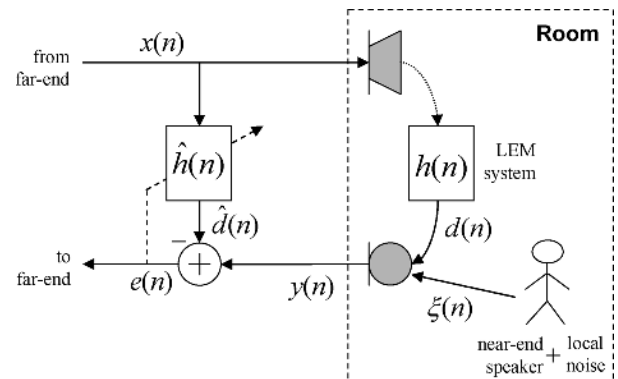 x(n)
Room
from
far-end
ĥ(n)
h(n)
LEM
system
d̂(n)
d(n)
−
+
to
far-end
e(n)
y(n)
ξ(n)
near-end + local
speaker noise